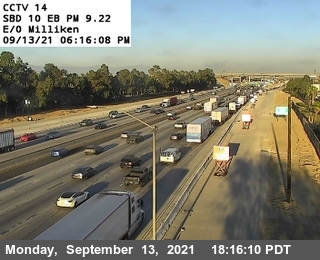 CCTV 14
SBD 10 EB PM 9.22
E/O Milliken
09/13/21 06:16:08 PM
Monday, September 13, 2021 18:16:10 PDT